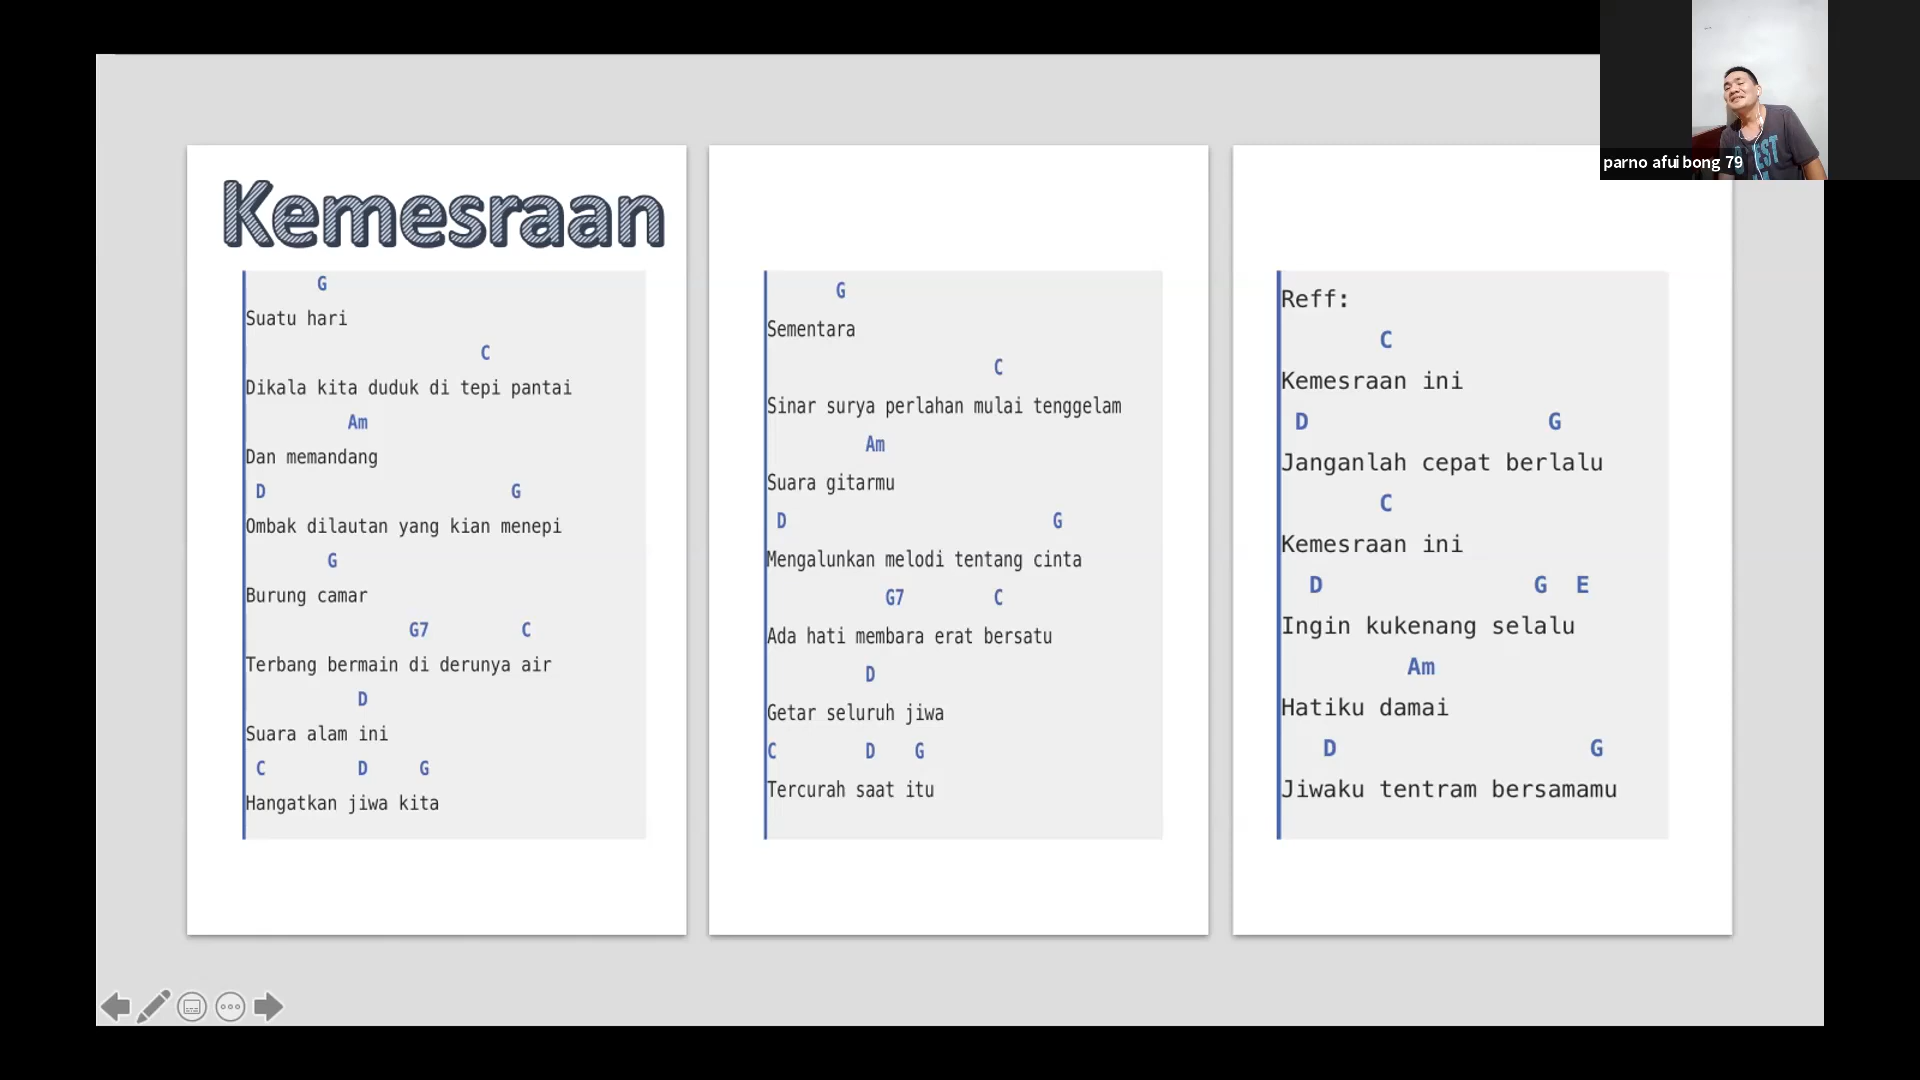 Kemesraan
G
Suatu hari
C
Dikala kita duduk di tepi pantai
Am
Dan memandang
D G
Ombak dilautan yang kian menepi
G
Burung camar
G7 C
Terbang bermain di derunya air
D
Suara alam ini
C D G
Hangatkan jiwa kita
G
Sementara
C
Sinar surya perlahan mulai tenggelam
Am
Suara gitarmu
D G
Mengalunkan melodi tentang cinta
G7 C
Ada hati membara erat bersatu
D
Getar seluruh jiwa
C D G
Tercurah saat itu
Reff:
C
Kemesraan ini
D G
Janganlah cepat berlalu
C
Kemesraan ini
D G E
Ingin kukenang selalu
Am
Hatiku damai
D G
Jiwaku tentram bersamamu
parno afui bong 79